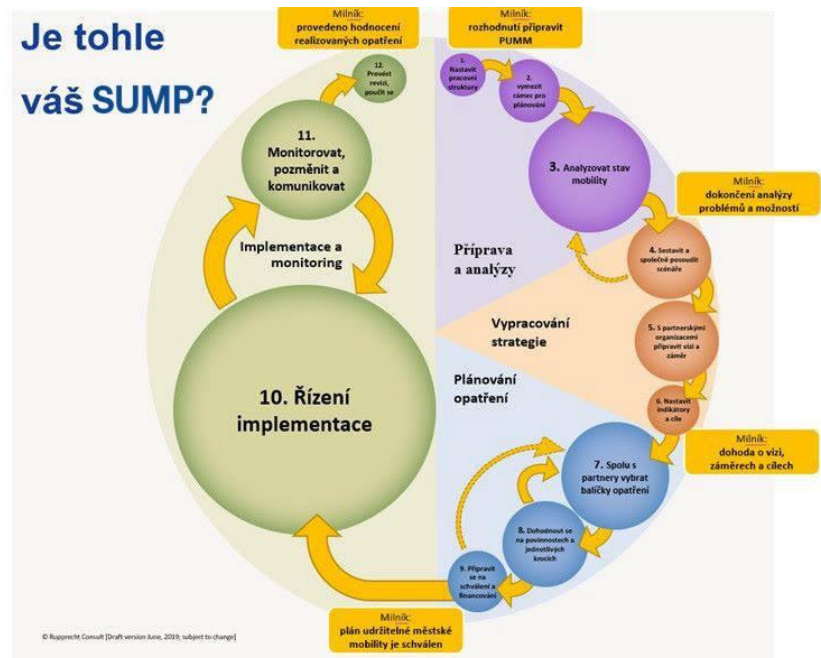 Je tohle
váš SUMP?
Milník:
provedeno hodnocení
realizovaných opatření
Milník:
rozhodnutí připravit
PUMM
1.
Nastavit
pracovní
struktury
2.
vymezit
rámec pro
plánování
3. Analyzovat stav
mobility
Milník:
dokončení analýzy
problémů a možností
4. Sestavit a
společně posoudit
scénáře
5. S partnerskými
organizacemi
připravit vizi a
záměr
6. Nastavit
indikátory
a cíle
Milník:
dohoda o vizi,
záměrech a cílech
7. Spolu s
partnery vybrat
balíčky opatření
8. Dohodnout se
na povinnostech a
jednotlivých
krocích
9. Připravit
se na
schválení a
financování
Milník:
plán udržitelné městské
mobility je schválen
10. Řízení
implementace
11.
Monitorovat,
pozměnit a
komunikovat
12.
Provést
revizi,
poučit se
Implementace a
monitoring
Příprava
a analýzy
Vypracování
strategie
Plánování
opatření
© Rupprecht Consult [Draft version June, 2019; subject to change]